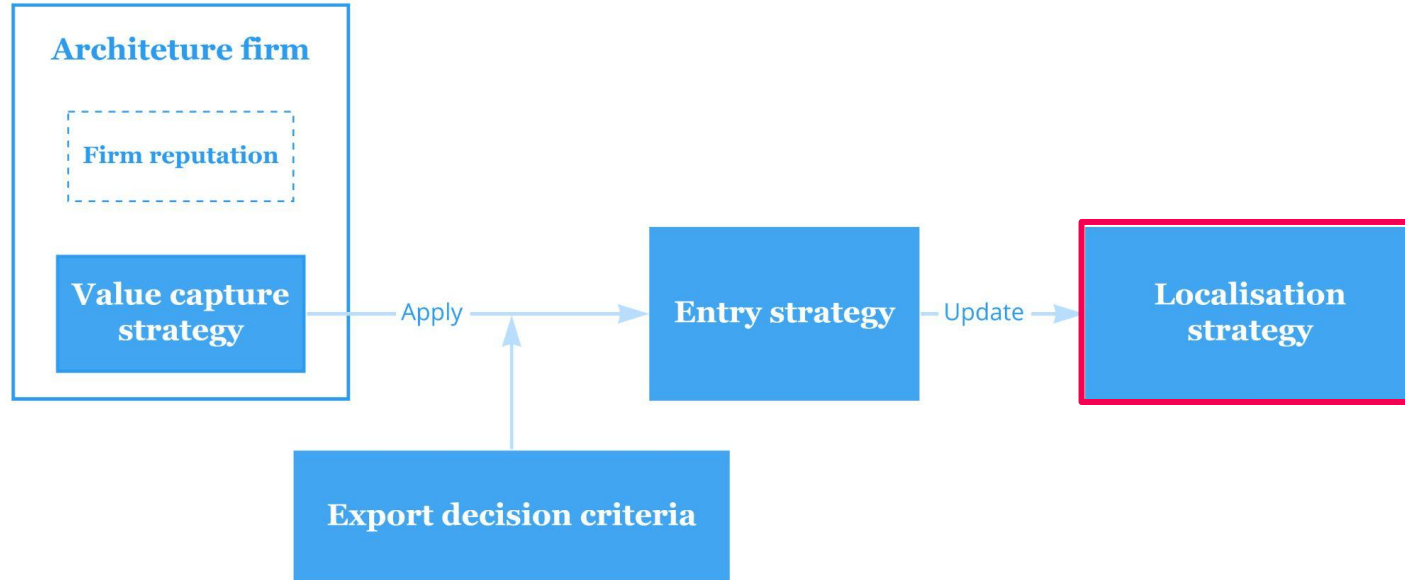 Architeture firm
Firm reputation
Value capture
strategy
Apply
Entry strategy
Update
Localisation
strategy
Export decision criteria